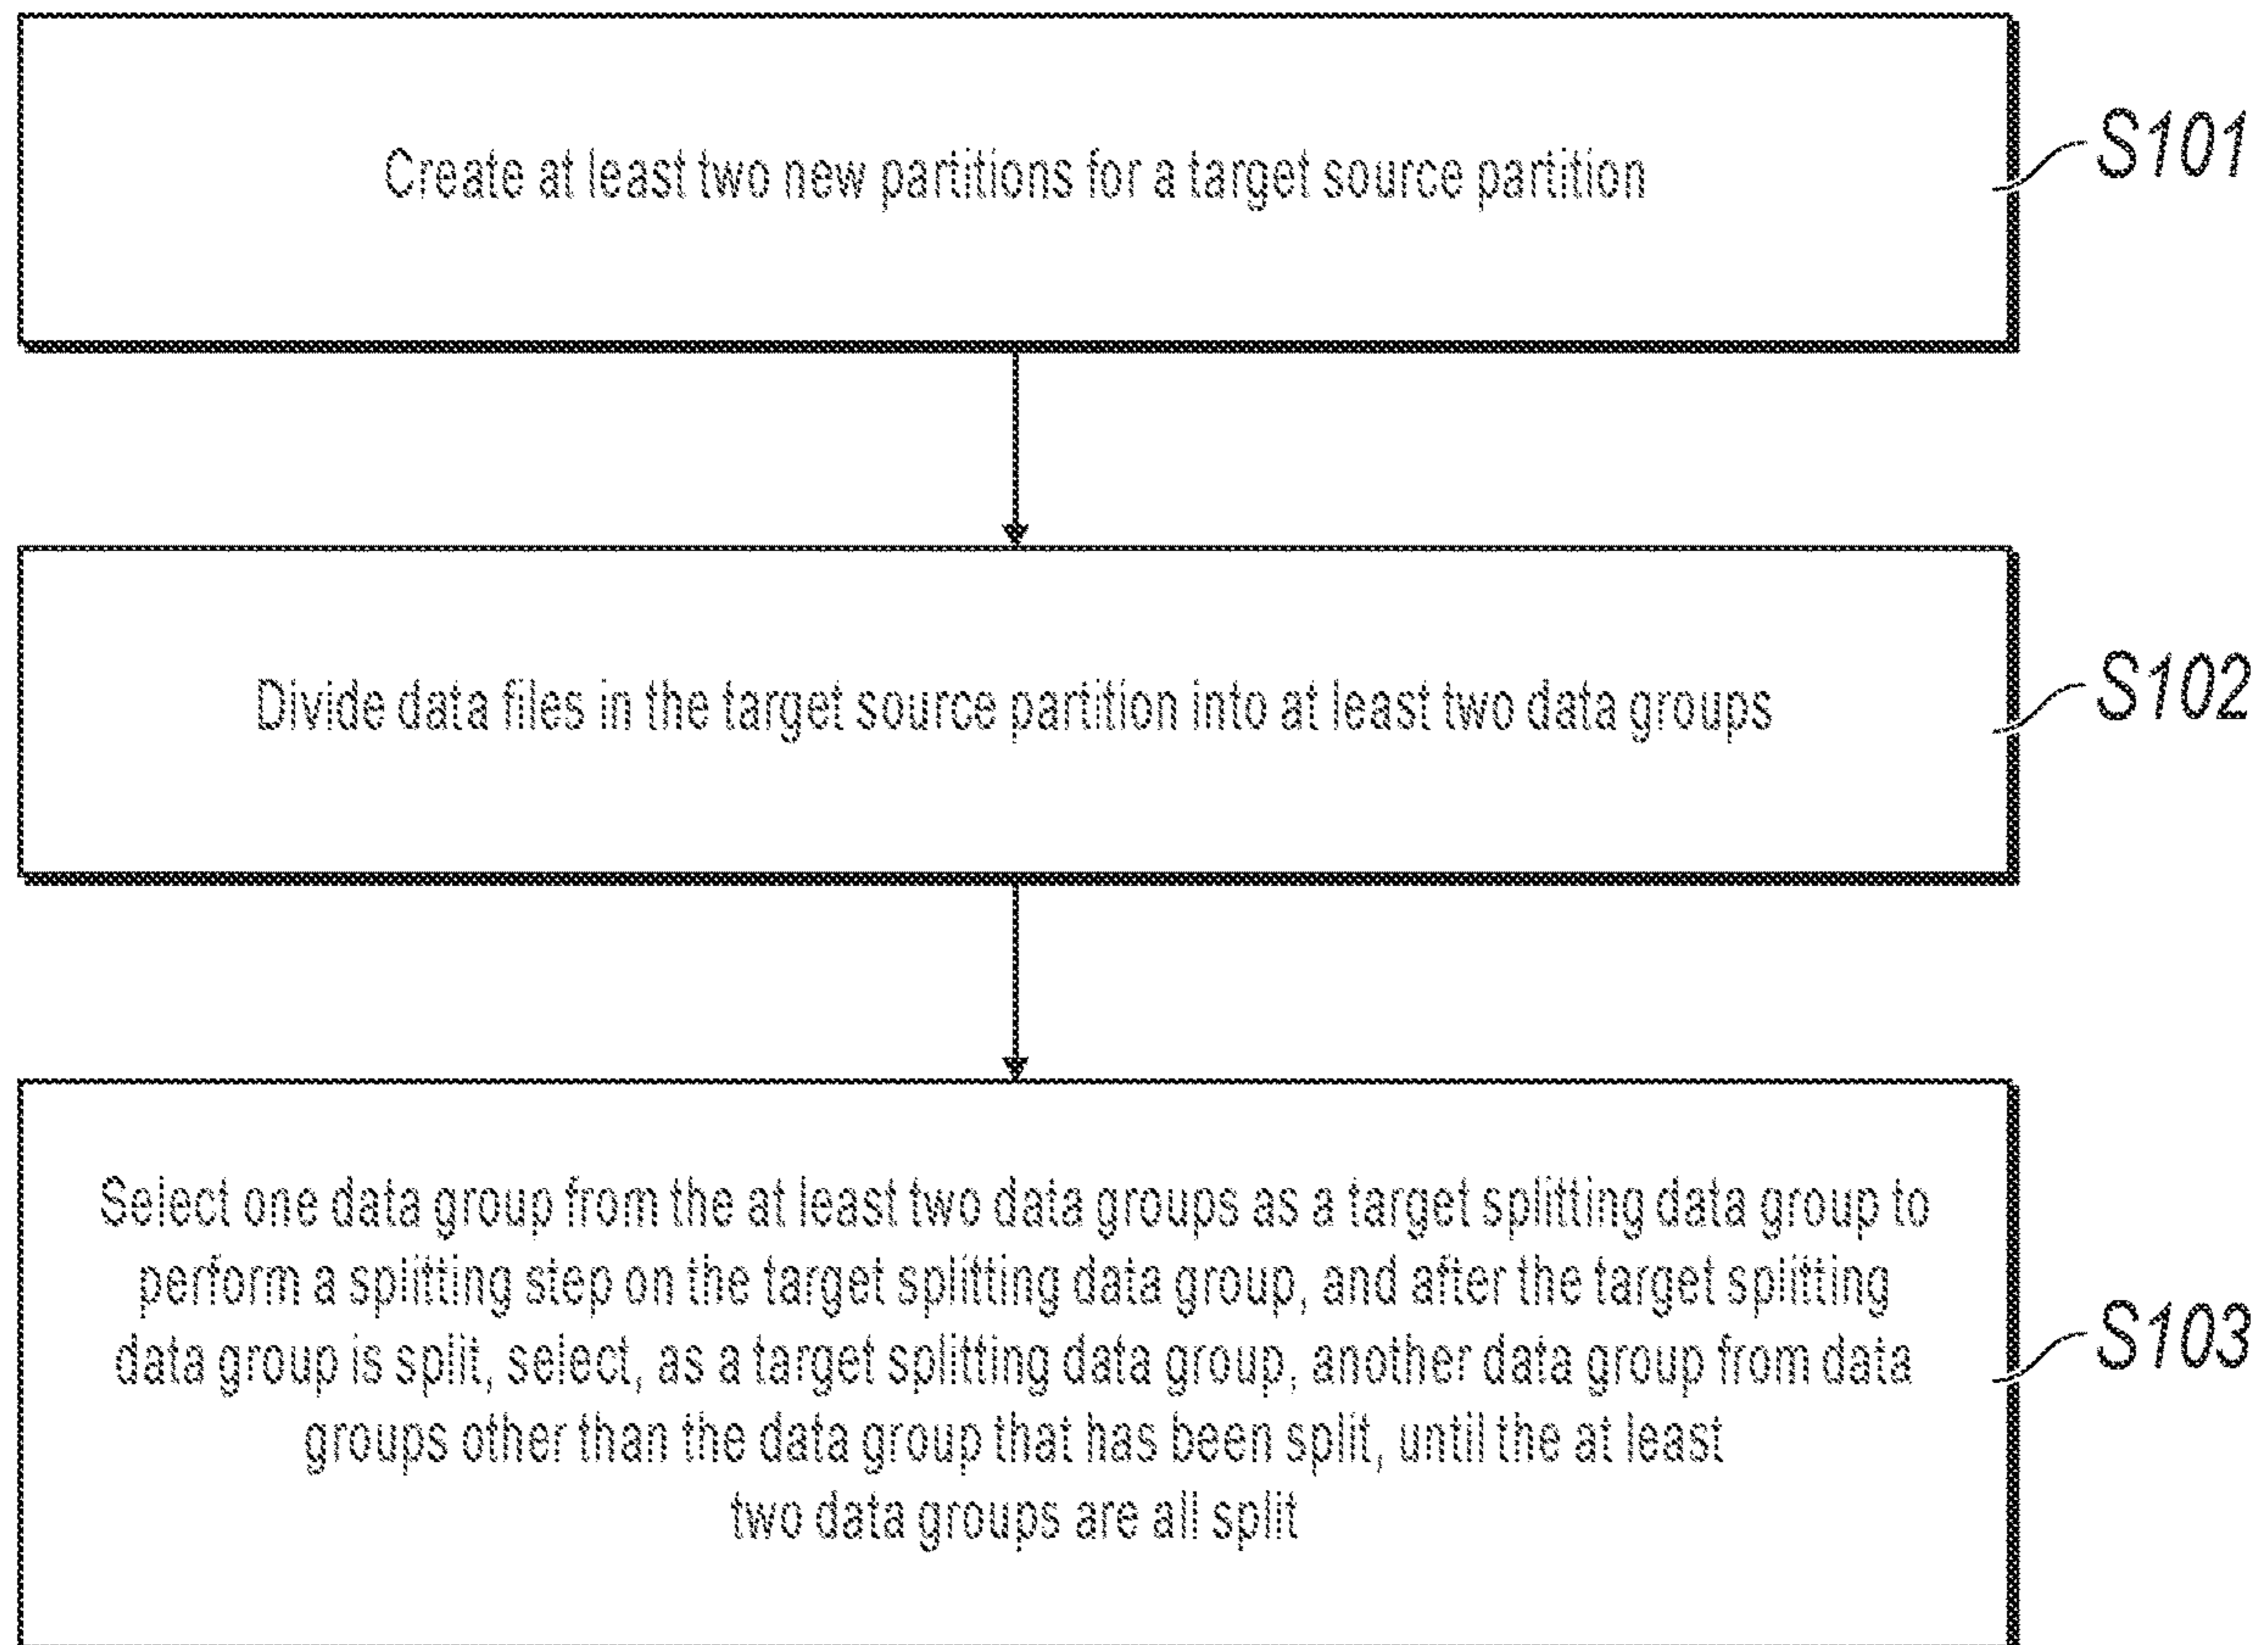 Create at least two new partitions for a target source partition
S101
Divide data files in the target source partition into at least two data groups
S102
Select one data group from the at least two data groups as a target splitting data group to
perform a splitting step on the target splitting data group, and after the target splitting
data group is split, select, as a target splitting data group, another data group from data
groups other than the data group that has been split, until the at least
two data groups are all split
S103